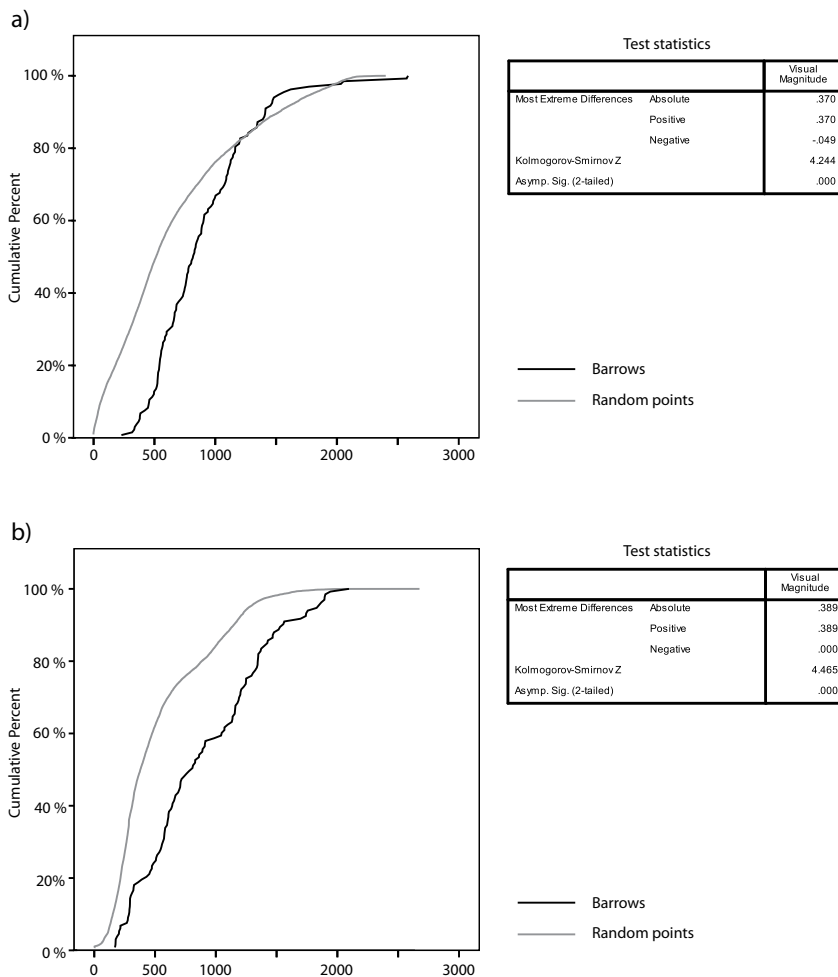 a)
Test statistics
Visual
Magnitude
Most Extreme Differences Absolute .370
Positive .370
Negative -.049
Kolmogorov-Smirnov Z 4.244
Asymp. Sig. (2-tailed) .000
Cumulative Percent
100 %
80 %
60 %
40 %
20%
0 %
0 500 1000 2000 3000
Barrows
Random points
b)
Test statistics
Visual
Magnitude
Most Extreme Differences Absolute .389
Positive .389
Negative .000
Kolmogorov-Smirnov Z 4.465
Asymp. Sig. (2-tailed) .000
Cumulative Percent
100 %
80 %
60 %
40 %
20%
0 %
0 500 1000 2000 3000
Barrows
Random points